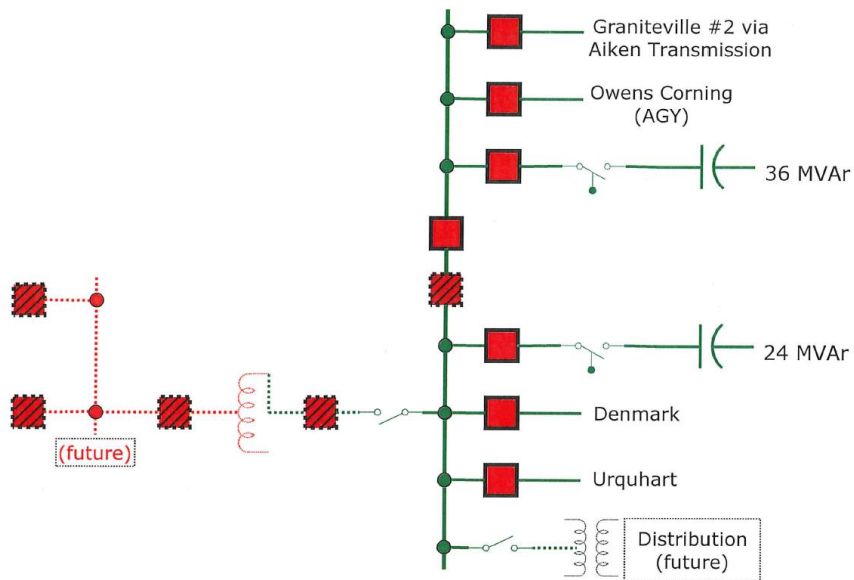 Graniteville #2 via
Aiken Transmission
Owens Corning
(AGY)
36 MVAr
24 MVAr
Denmark
(future)
Urquhart
Distribution
(future)